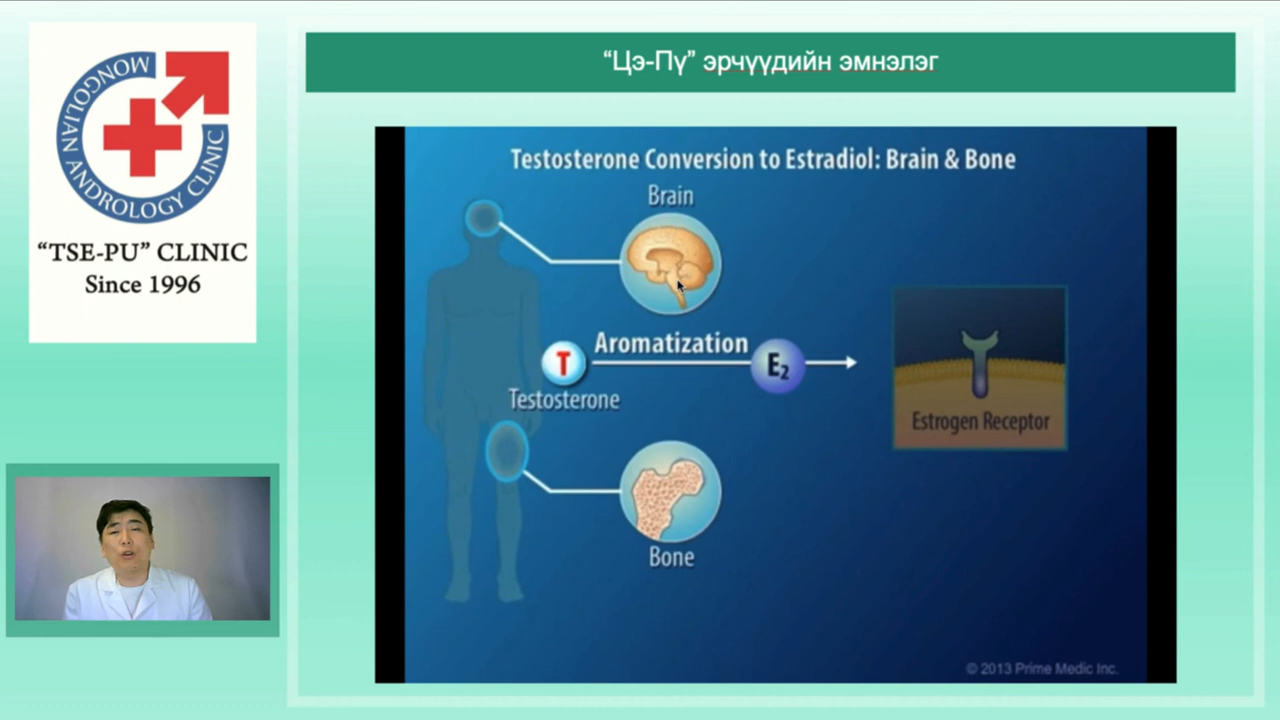 MONGOLIAN ANDROLOGY CLINIC
“TSE-PU” CLINIC
Since 1996
“Цэ-Пү” эрчүүдийн эмнэлэг
Testosterone Conversion to Estradiol: Brain & Bone
Brain
Aromatization
T
E₂
Testosterone
Estrogen Receptor
Bone
© 2013 Prime Medic Inc.